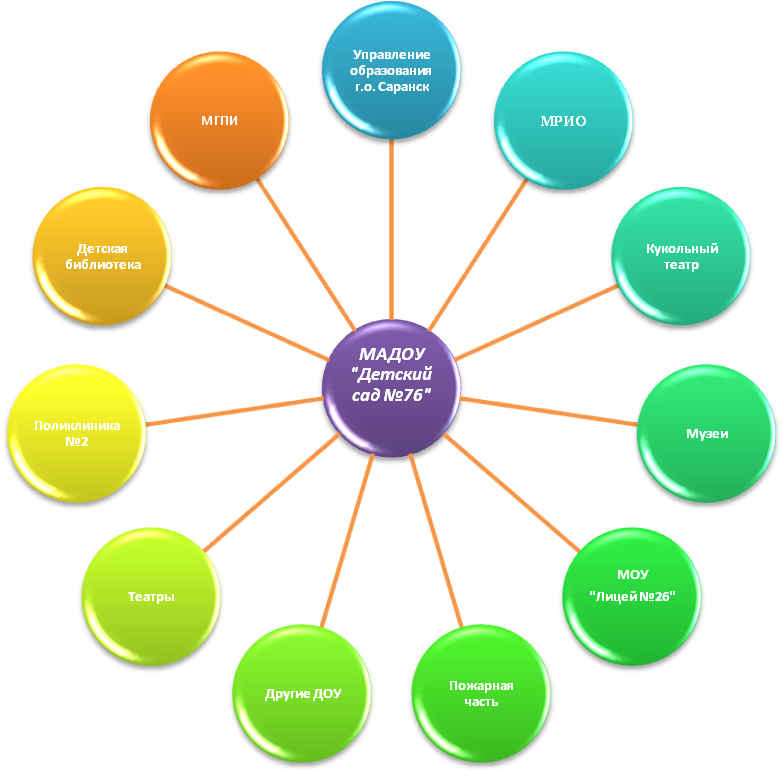 Управление
образования
г.о. Саранск
МРИО
Кукольный
театр
Музеи
МОУ
"Лицей №26"
Пожарная
часть
Другие ДОУ
Театры
Поликлиника
№2
Детская
библиотека
МГПИ
МАДОУ
"Детский
сад №76"